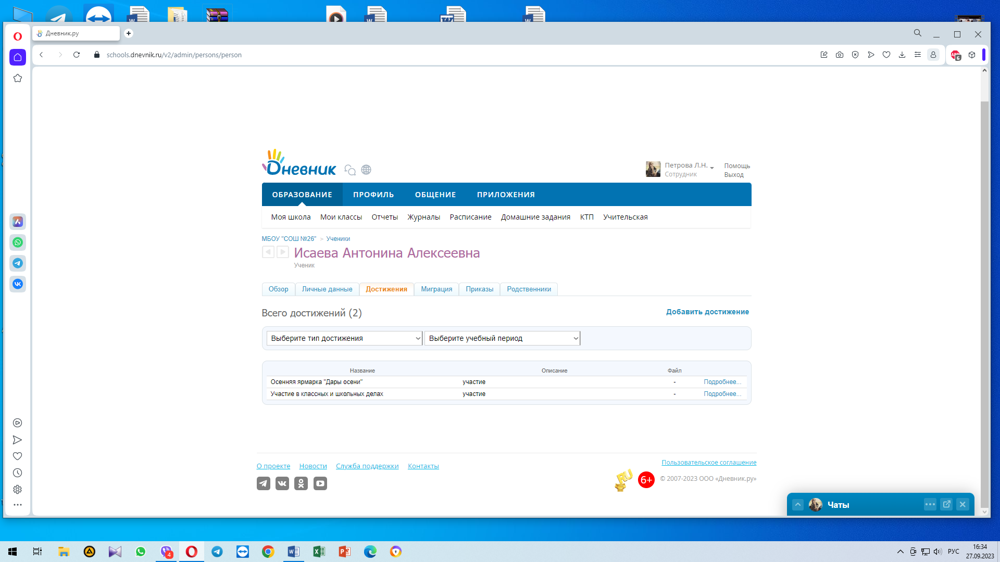 Дневник.ру
schools.dnevnik.ru/v2/admin/persons/person
6
Дневник
Петрова Л.Н.
Сотрудник
Помощь
Выход
ОБРАЗОВАНИЕ ПРОФИЛЬ ОБЩЕНИЕ ПРИЛОЖЕНИЯ
Моя школа Мои классы Отчеты Журналы Расписание Домашние задания КТП Учительская
МБОУ "СОШ №26" > Ученики
Исаева Антонина Алексеевна
Ученик
Обзор Личные данные Достижения Миграция Приказы Родственники
Всего достижений (2) Добавить достижение
Выберите тип достижения Выберите учебный период
Название Описание Файл
Осенняя ярмарка "Дары осени" участие - Подробнее...
Участие в классных и школьных делах участие - Подробнее...
О проекте Новости Служба поддержки Контакты
Пользовательское соглашение
RU 6+ © 2007-2023 ООО «Дневник.ру»
Чаты
4
РУС
16:34
27.09.2023